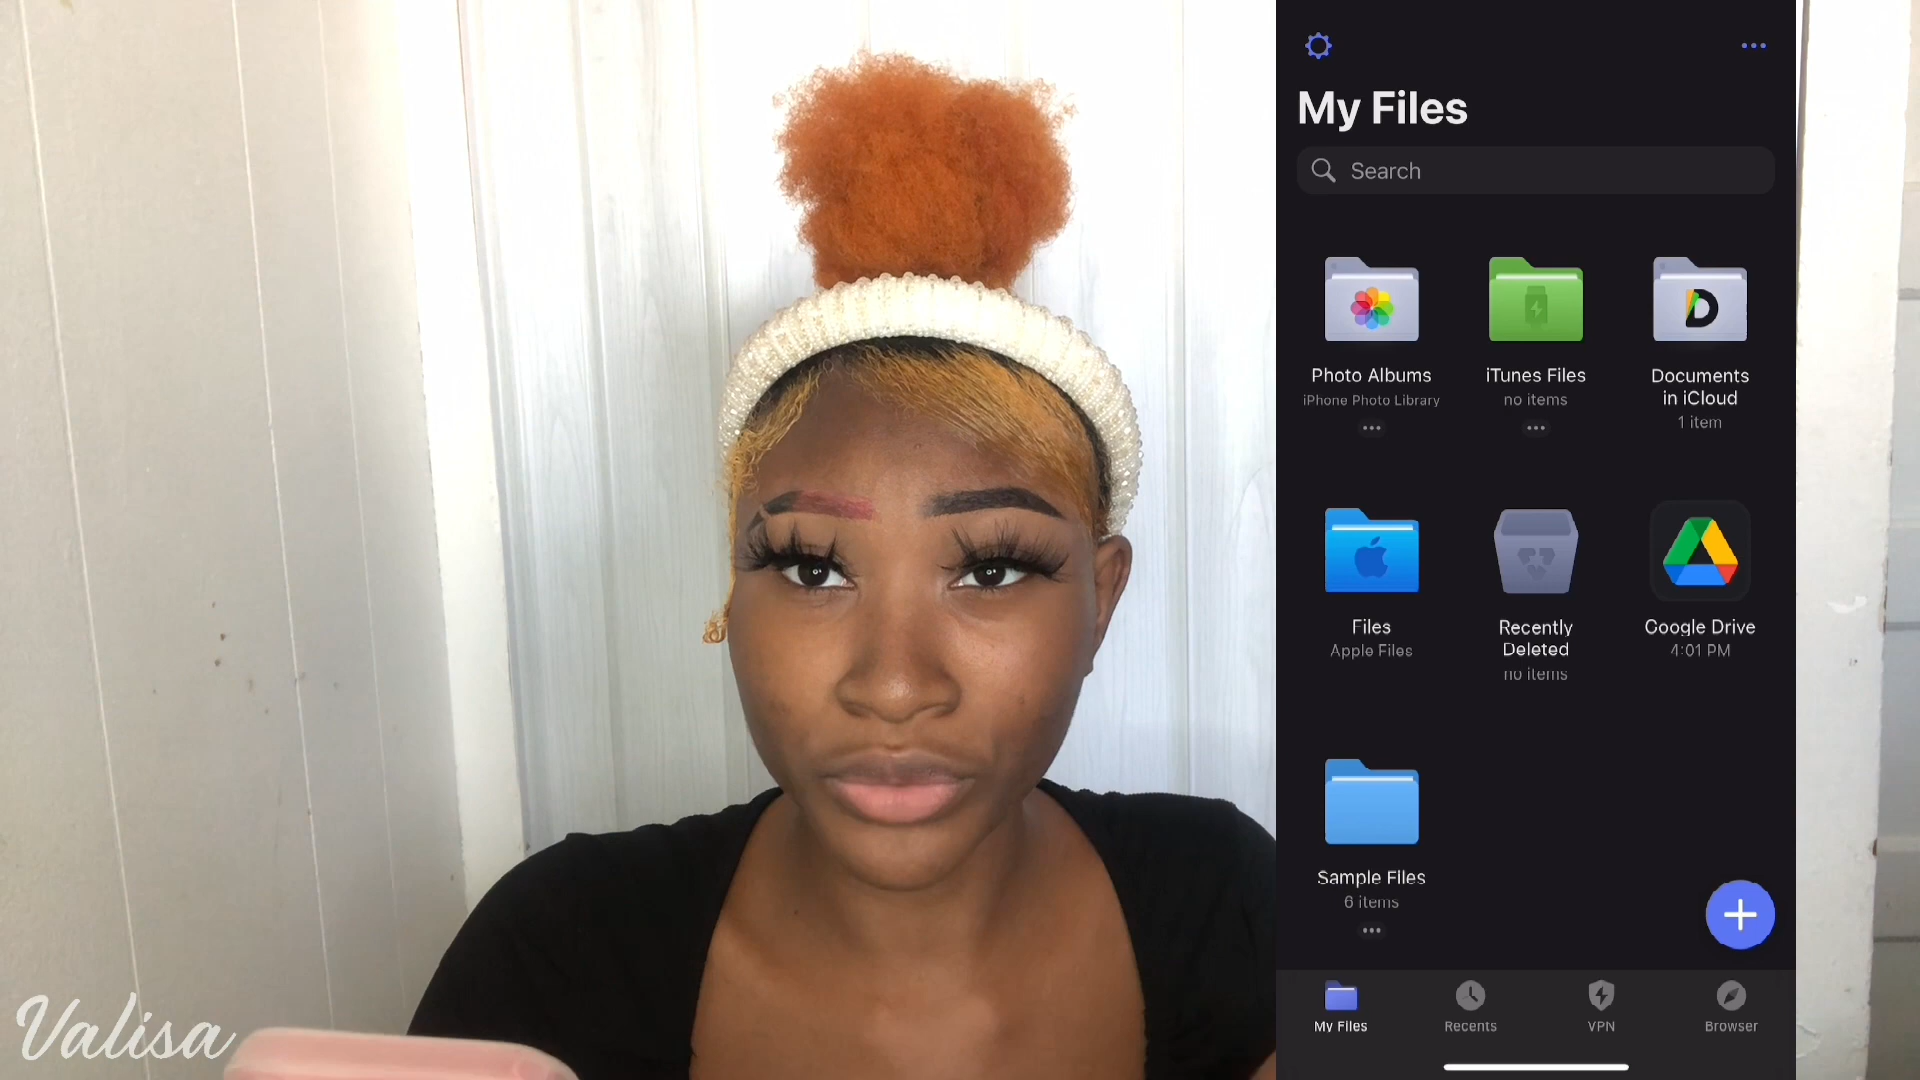 My Files
Search
Photo Albums
iPhone Photo Library
iTunes Files
no items
Documents
in iCloud
1 item
Files
Apple Files
Recently
Deleted
no items
Google Drive
4:01 PM
Sample Files
6 items
My Files
Recents
VPN
Browser
Valisa